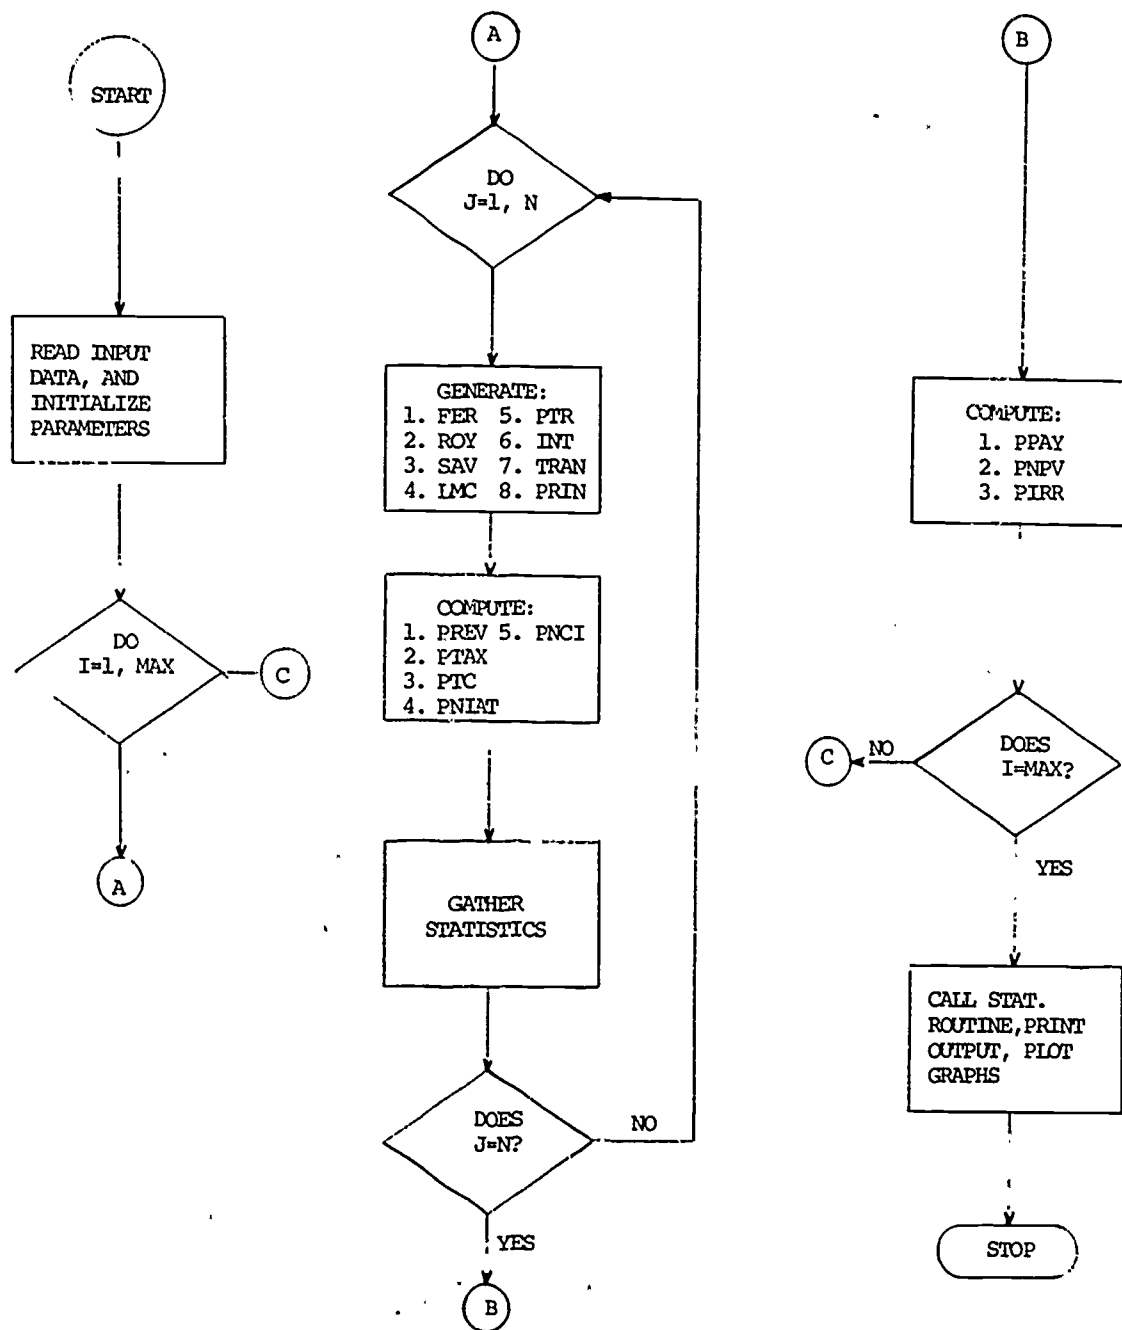 START
READ INPUT
DATA, AND
INITIALIZE
PARAMETERS
DO
I=1, MAX
C
A
A
DO
J=1, N
GENERATE:
1. FER 5. PTR
2. ROY 6. INT
3. SAV 7. TRAN
4. LMC 8. PRIN
COMPUTE:
1. PREV 5. PNCI
2. PTAX
3. PTC
4. PNIAT
GATHER
STATISTICS
DOES
J=N?
NO
YES
B
B
COMPUTE:
1. PPAY
2. PNPV
3. PIRR
DOES
I=MAX?
NO
C
YES
CALL STAT.
ROUTINE, PRINT
OUTPUT, PLOT
GRAPHS
STOP